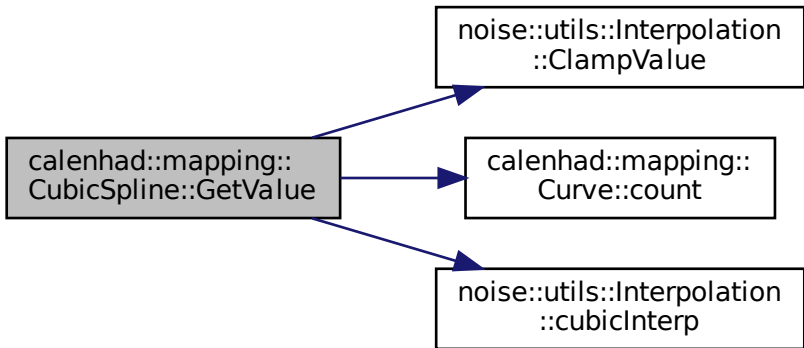 noise::utils::Interpolation
::ClampValue
calenhad::mapping::
CubicSpline::GetValue
calenhad::mapping::
Curve::count
noise::utils::Interpolation
::cubicInterp